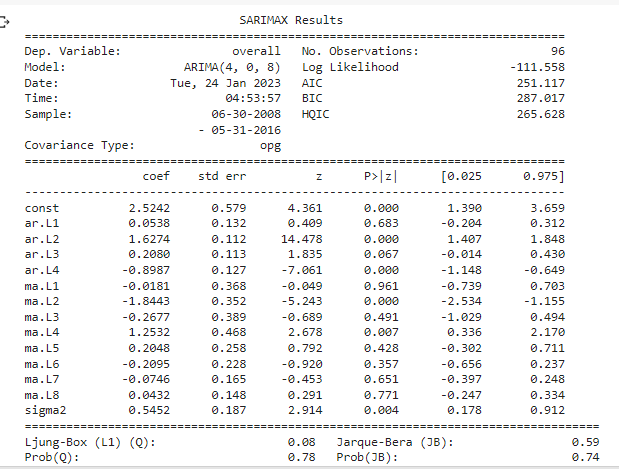 SARIMAX Results
==============================================================================
Dep. Variable: overall No. Observations: 96
Model: ARIMA(4, 0, 8) Log Likelihood -111.558
Date: Tue, 24 Jan 2023 AIC 251.117
Time: 04:53:57 BIC 287.017
Sample: 06-30-2008 HQIC 265.628
- 05-31-2016
Covariance Type: opg
==============================================================================
coef std err z P>|z| [0.025 0.975]
------------------------------------------------------------------------------
const 2.5242 0.579 4.361 0.000 1.390 3.659
ar.L1 0.0538 0.132 0.409 0.683 -0.204 0.312
ar.L2 1.6274 0.112 14.478 0.000 1.407 1.848
ar.L3 0.2080 0.113 1.835 0.067 -0.014 0.430
ar.L4 -0.8987 0.127 -7.061 0.000 -1.148 -0.649
ma.L1 -0.0181 0.368 -0.049 0.961 -0.739 0.703
ma.L2 -1.8443 0.352 -5.243 0.000 -2.534 -1.155
ma.L3 -0.2677 0.389 -0.689 0.491 -1.029 0.494
ma.L4 1.2532 0.468 2.678 0.007 0.336 2.170
ma.L5 0.2048 0.258 0.792 0.428 -0.302 0.711
ma.L6 -0.2095 0.228 -0.920 0.357 -0.656 0.237
ma.L7 -0.0746 0.165 -0.453 0.651 -0.397 0.248
ma.L8 0.0432 0.148 0.291 0.771 -0.247 0.334
sigma2 0.5452 0.187 2.914 0.004 0.178 0.912
===================================================================================
Ljung-Box (L1) (Q): 0.08 Jarque-Bera (JB): 0.59
Prob(Q): 0.78 Prob(JB): 0.74